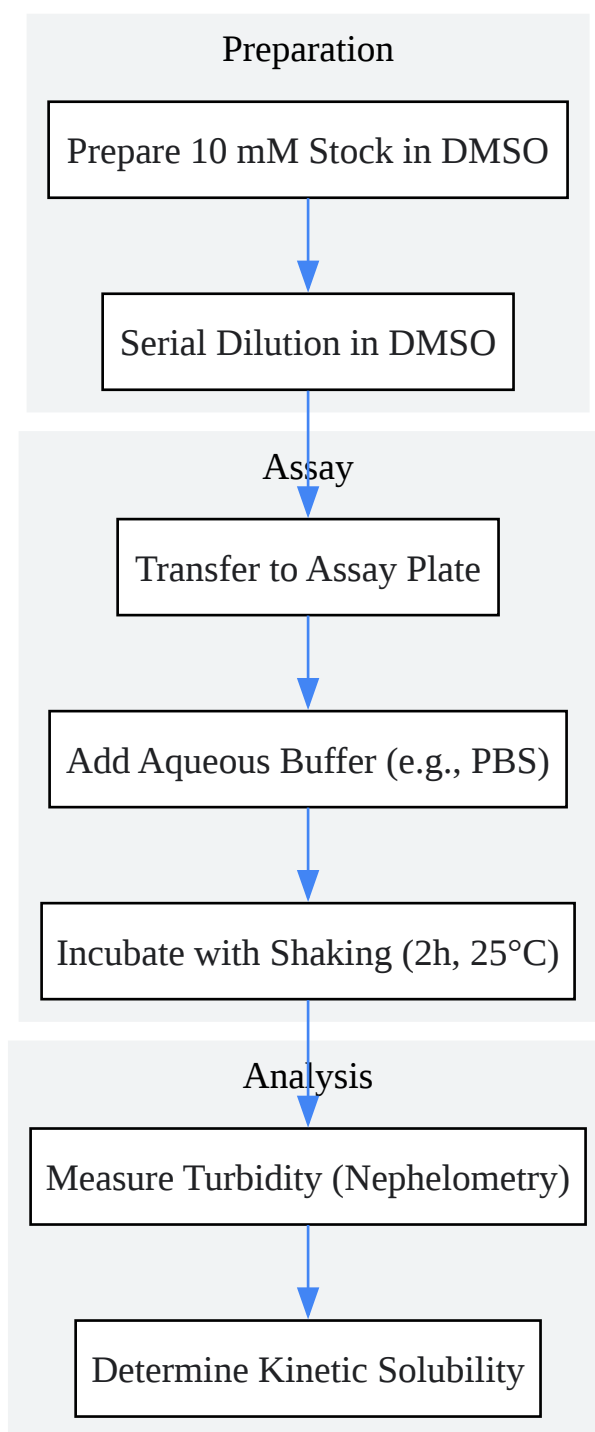 Preparation
Prepare 10 mM Stock in DMSO
Serial Dilution in DMSO
Assay
Transfer to Assay Plate
Add Aqueous Buffer (e.g., PBS)
Incubate with Shaking (2h, 25°C)
Analysis
Measure Turbidity (Nephelometry)
Determine Kinetic Solubility